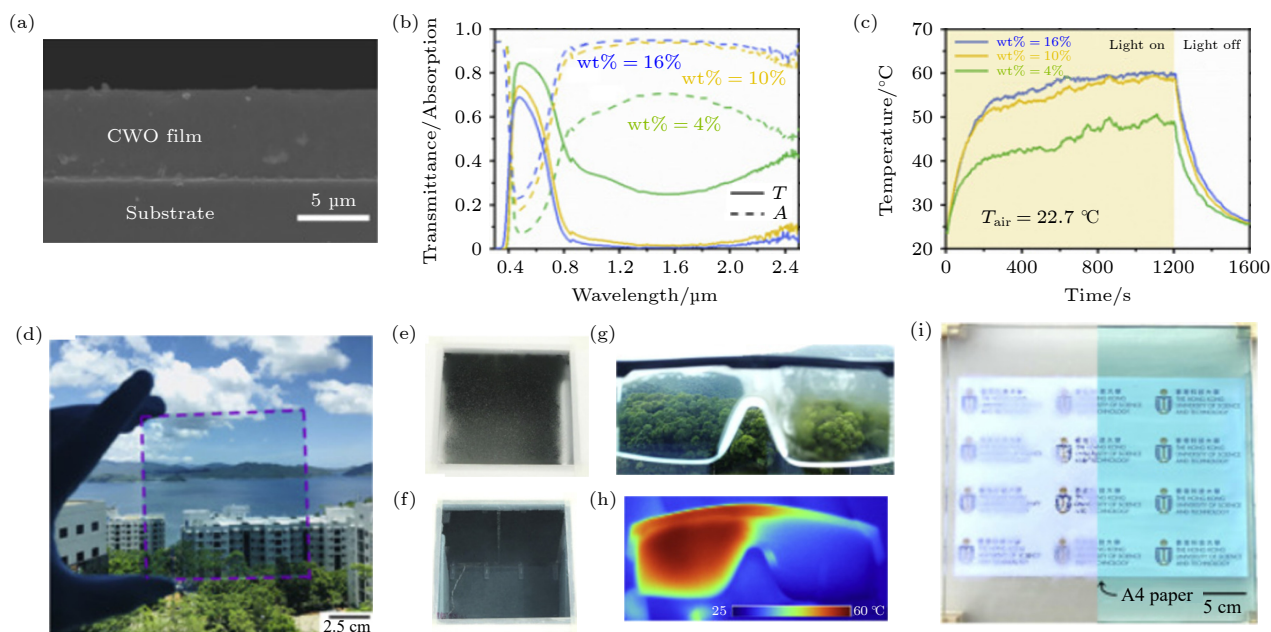 (a)
CWO film
Substrate
5 µm
(b)
Transmittance/Absorption
1.0
0.8
0.6
0.4
0.2
0
wt% = 16%
wt% = 10%
wt% = 4%
T
A
0.4 0.8 1.2 1.6 2.0 2.4
Wavelength/µm
(c)
Temperature/°C
70
60
50
40
30
20
wt% = 16%
wt% = 10%
wt% = 4%
Light on
Light off
T air = 22.7 ℃
0 400 800 1200 1600
Time/s
(d)
2.5 cm
(e)
(f)
(g)
(h)
25 60 ℃
(i)
THE HONG KONG
UNIVERSITY OF SCIENCE
AND TECHNOLOGY
A4 paper
5 cm